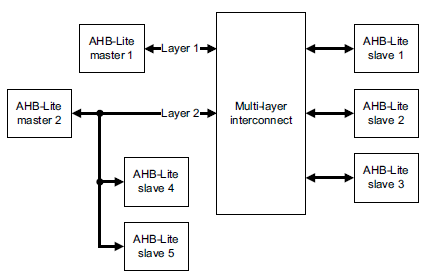 AHB-Lite
master 1
Layer 1
AHB-Lite
slave 1
AHB-Lite
master 2
Layer 2
Multi-layer
interconnect
AHB-Lite
slave 2
AHB-Lite
slave 4
AHB-Lite
slave 3
AHB-Lite
slave 5